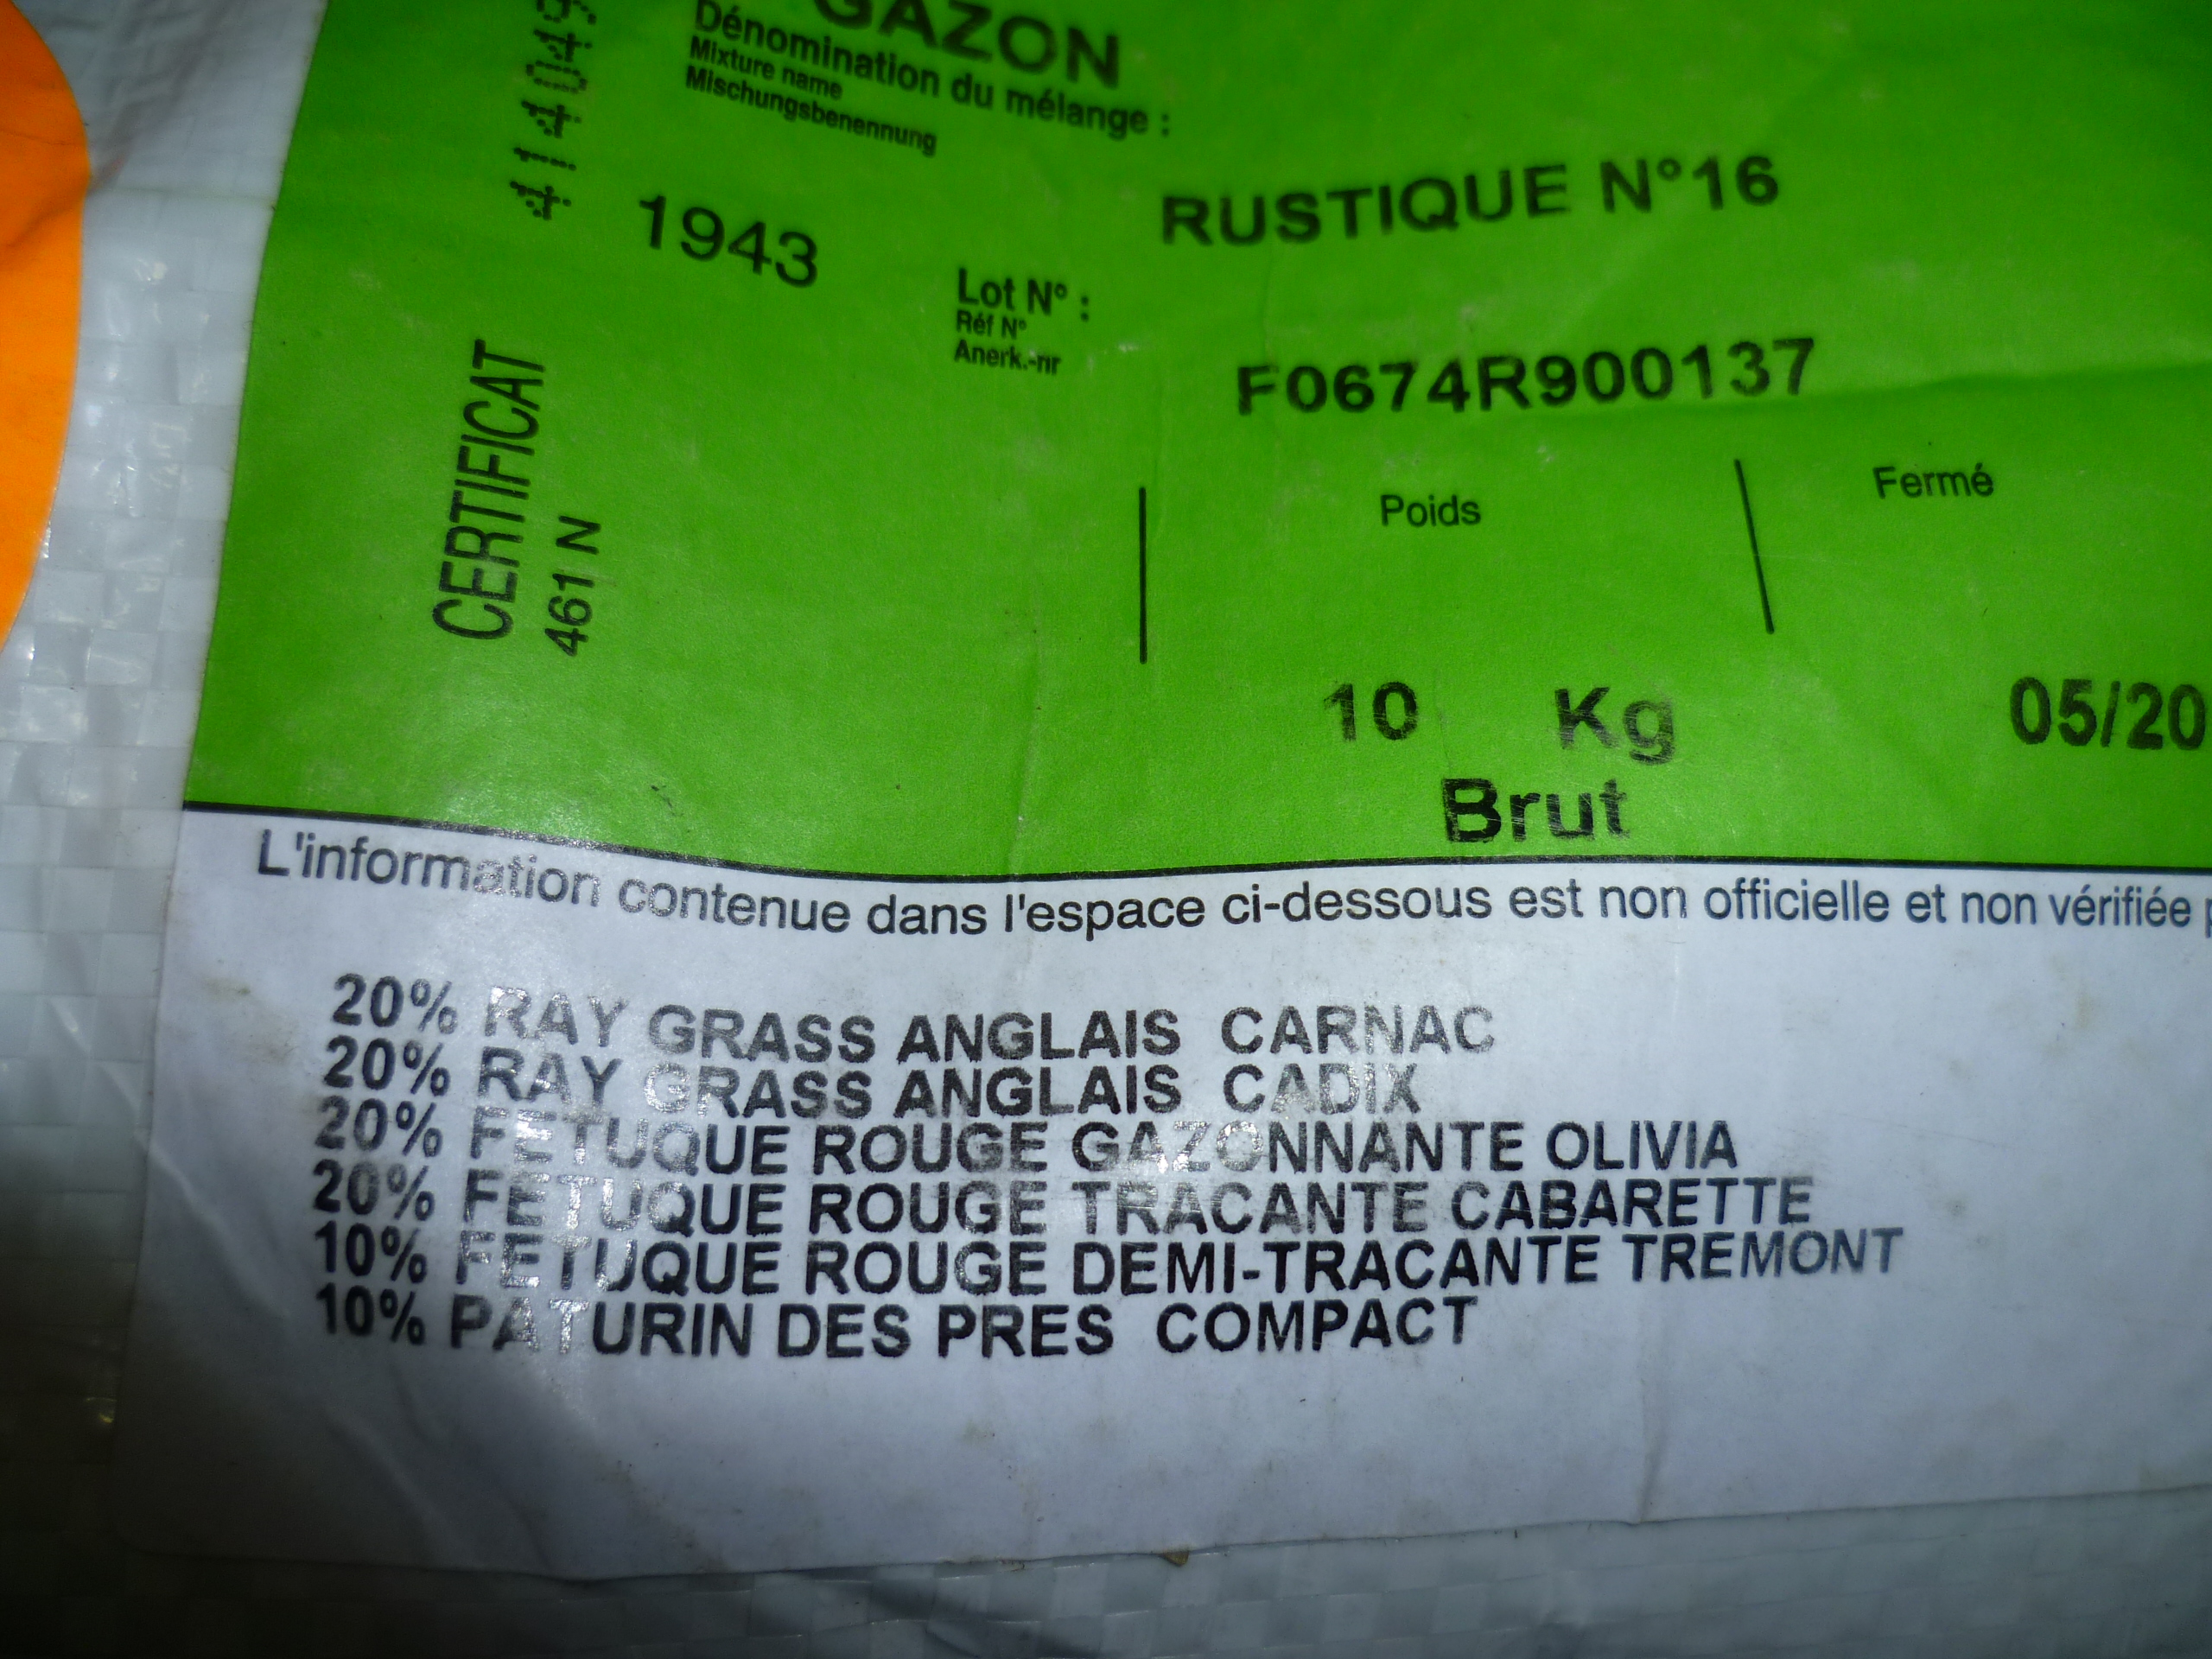 GAZON
Dénomination du mélange :
Mixture name
Mischungsbenennung
RUSTIQUE N°16
1943
Lot N° :
Réf N°
Anerk.-nr
F0674R900137
CERTIFICAT
461 N
Poids
Fermé
10 Kg
05/20
Brut
L'information contenue dans l'espace ci-dessous est non officielle et non vérifiée
20% RAY GRASS ANGLAIS CARNAC
20% RAY GRASS ANGLAIS CADIX
20% FETUQUE ROUGE GAZONNANTE OLIVIA
20% FETUQUE ROUGE TRACANTE CABARETTE
10% FETUQUE ROUGE DEMI-TRACANTE TREMONT
10% PATURIN DES PRES COMPACT